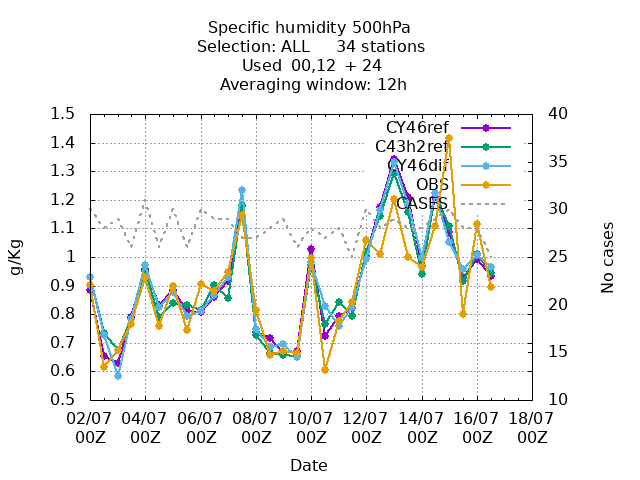 Specific humidity 500hPa
Selection: ALL 34 stations
Used 00,12 + 24
Averaging window: 12h
CY46ref
C43h2ref
CY46dif
OBS
CASES
1.5
1.4
1.3
1.2
1.1
1
0.9
0.8
0.7
0.6
0.5
g/Kg
40
35
30
25
20
15
10
No cases
02/07 04/07 06/07 08/07 10/07 12/07 14/07 16/07 18/07
00Z 00Z 00Z 00Z 00Z 00Z 00Z 00Z 00Z
Date